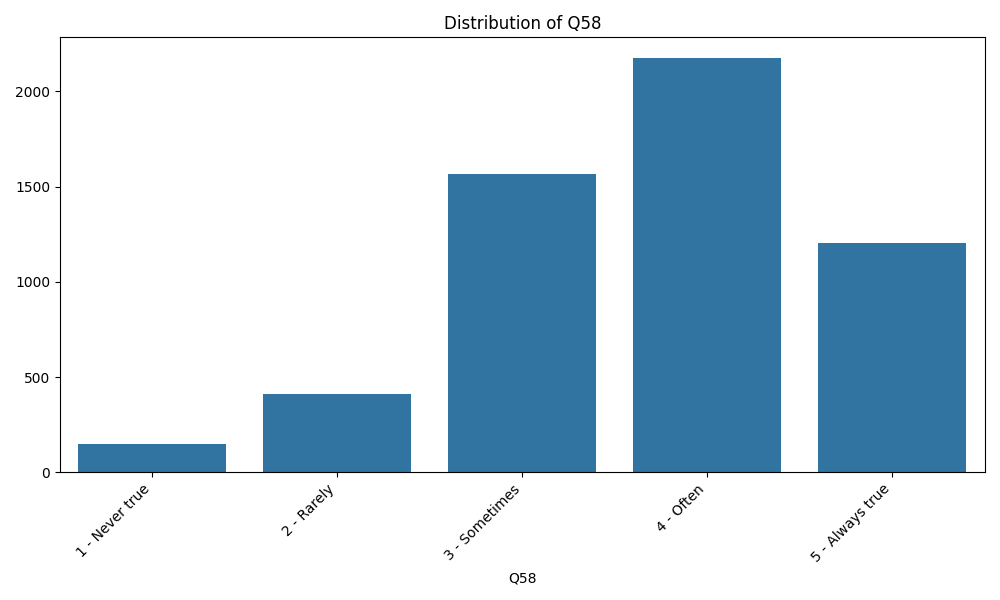 Distribution of Q58
2000
1500
1000
500
0
1 - Never true
2 - Rarely
3 - Sometimes
4 - Often
5 - Always true
Q58